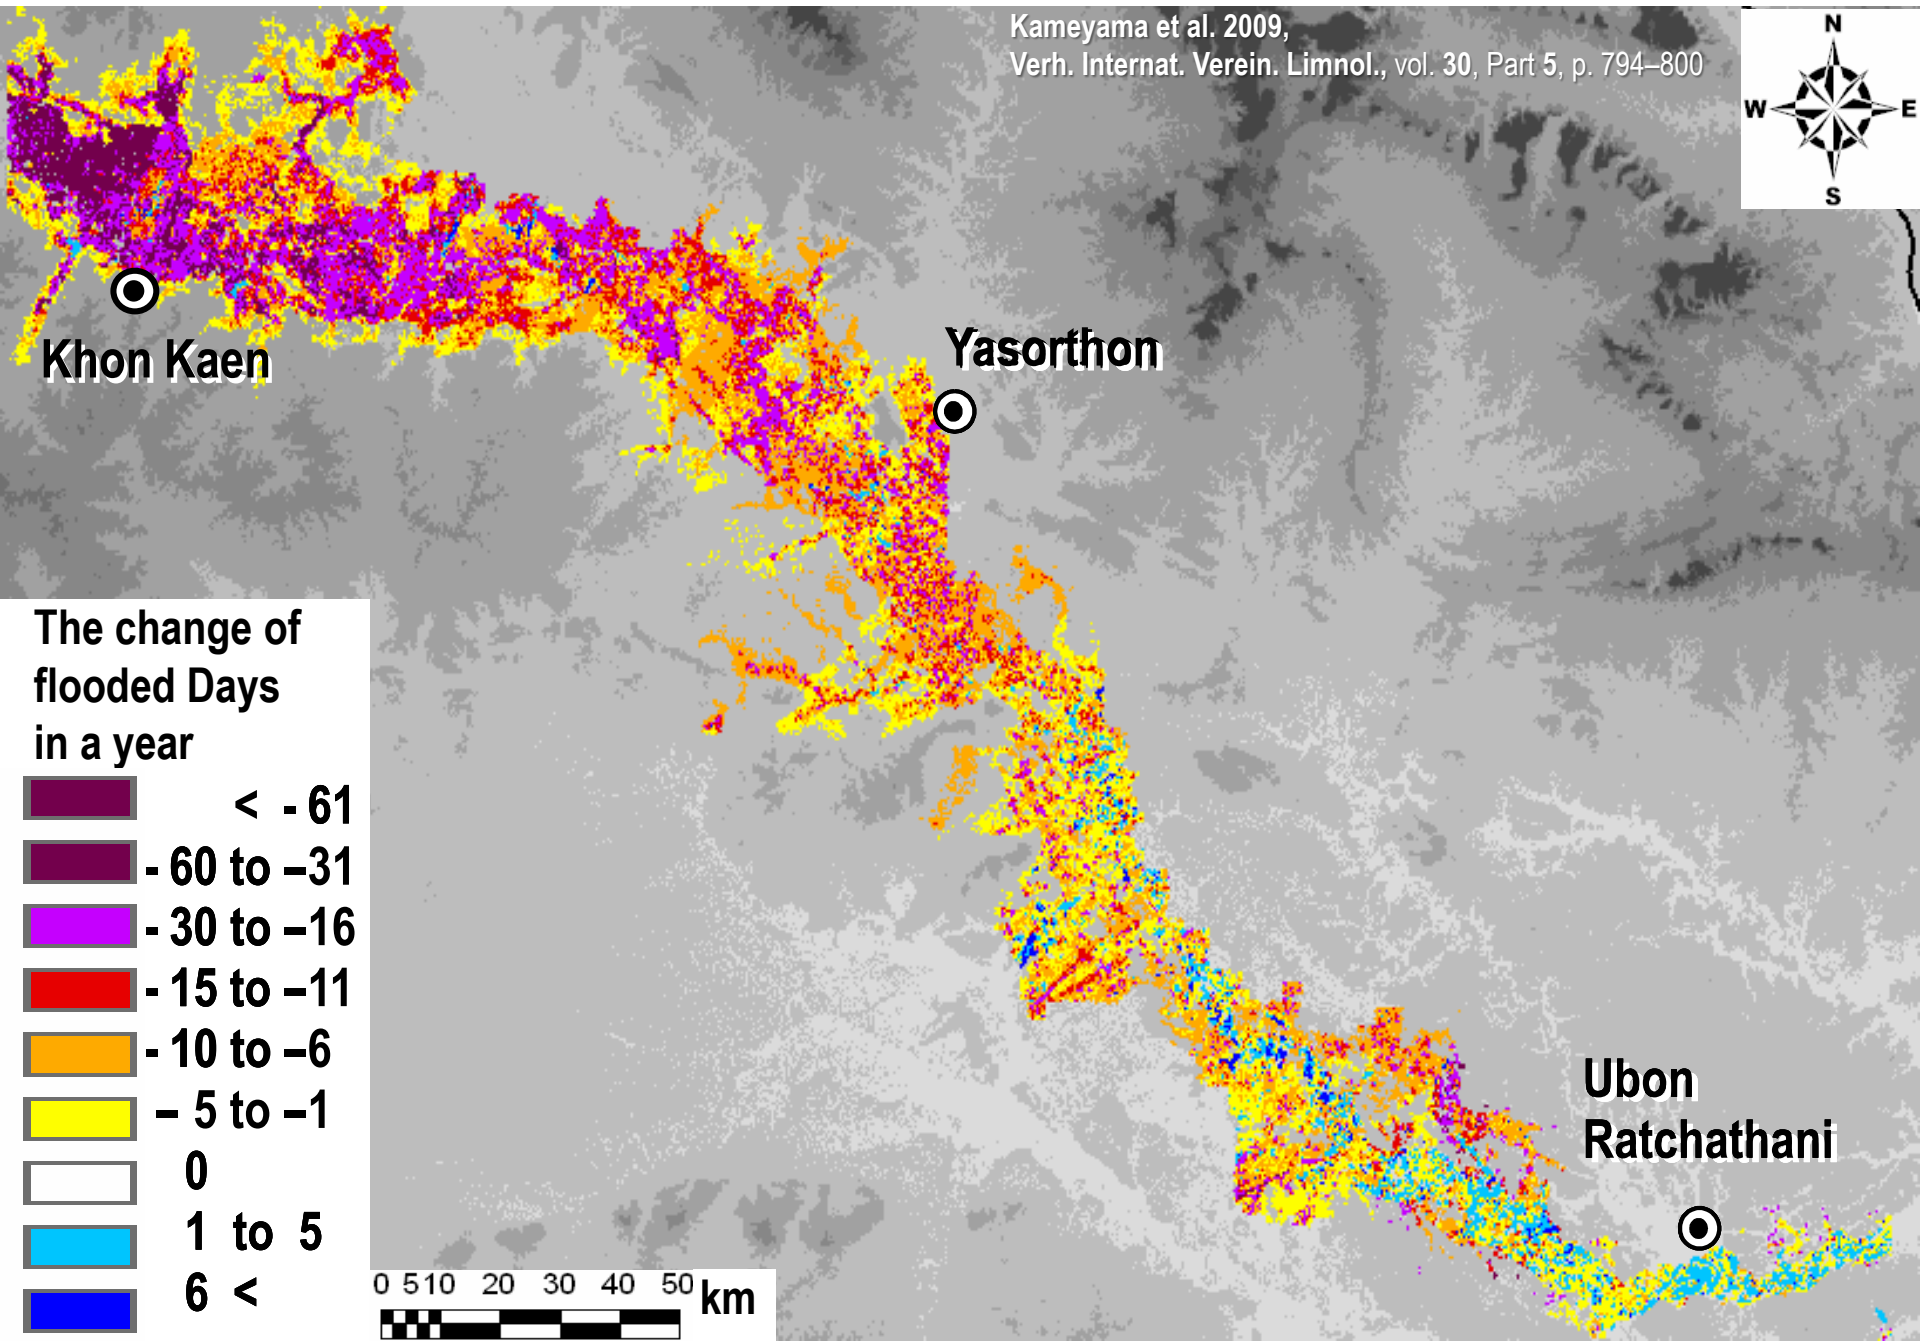 Kameyama et al. 2009,
Verh. Internat. Verein. Limnol., vol. 30, Part 5, p. 794–800
N
W E
S
Khon Kaen
Yasorthon
Ubon
Ratchathani
The change of
flooded Days
in a year
< - 61
- 60 to –31
- 30 to –16
- 15 to –11
- 10 to –6
– 5 to –1
0
1 to 5
6 <
0 5 10 20 30 40 50 km